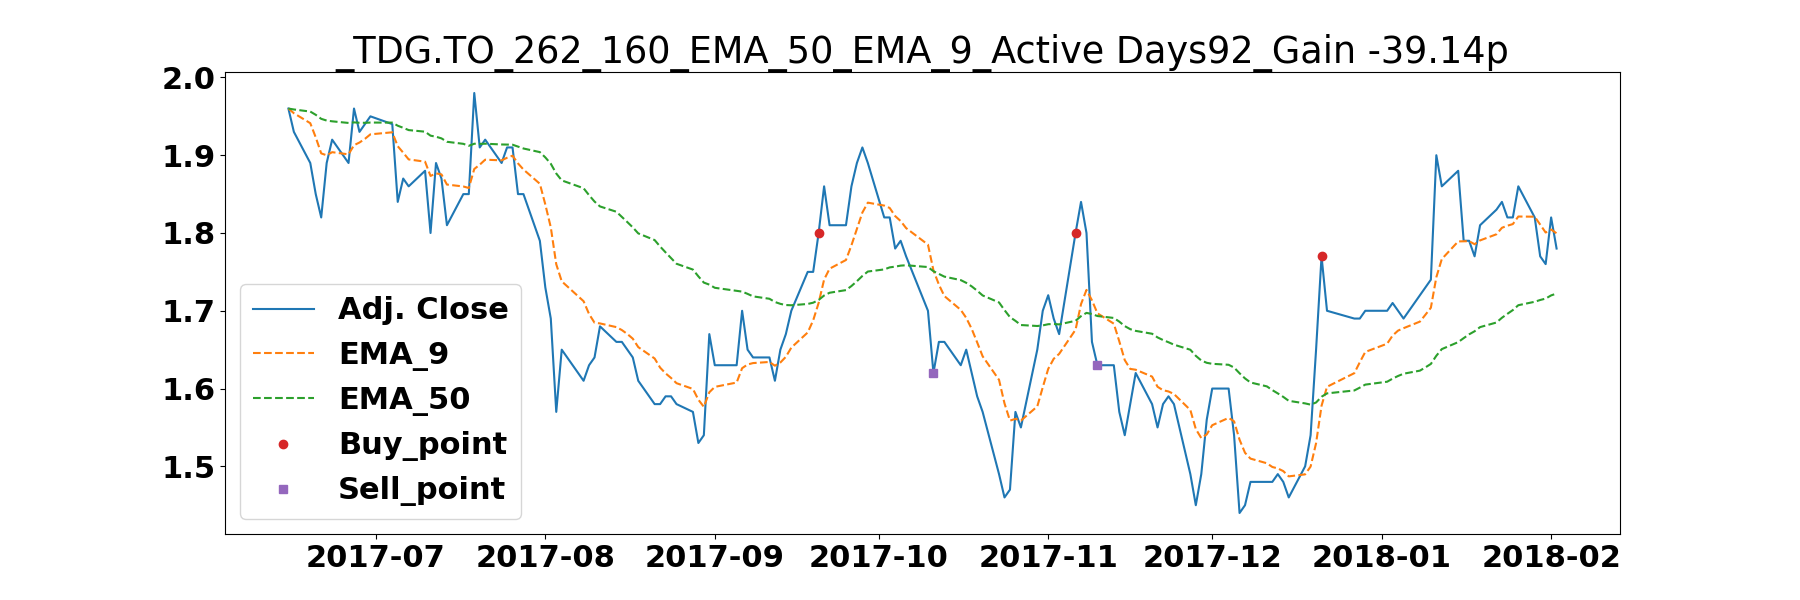 _TDG.TO_262_160_EMA_50_EMA_9_Active Days92_Gain -39.14p
2.0
1.9
1.8
1.7
1.6
1.5
Adj. Close
EMA_9
EMA_50
Buy_point
Sell_point
2017-07 2017-08 2017-09 2017-10 2017-11 2017-12 2018-01 2018-02